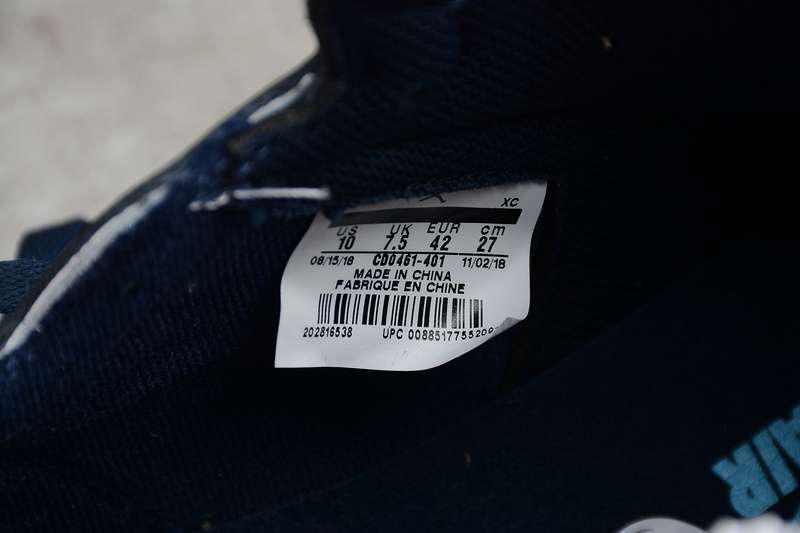 XC
US UK EUR cm
10 7.5 42 27
08/15/18 CD0461-401 11/02/18
MADE IN CHINA
FABRIQUE EN CHINE
202816538 UPC 0088517755209
AIR